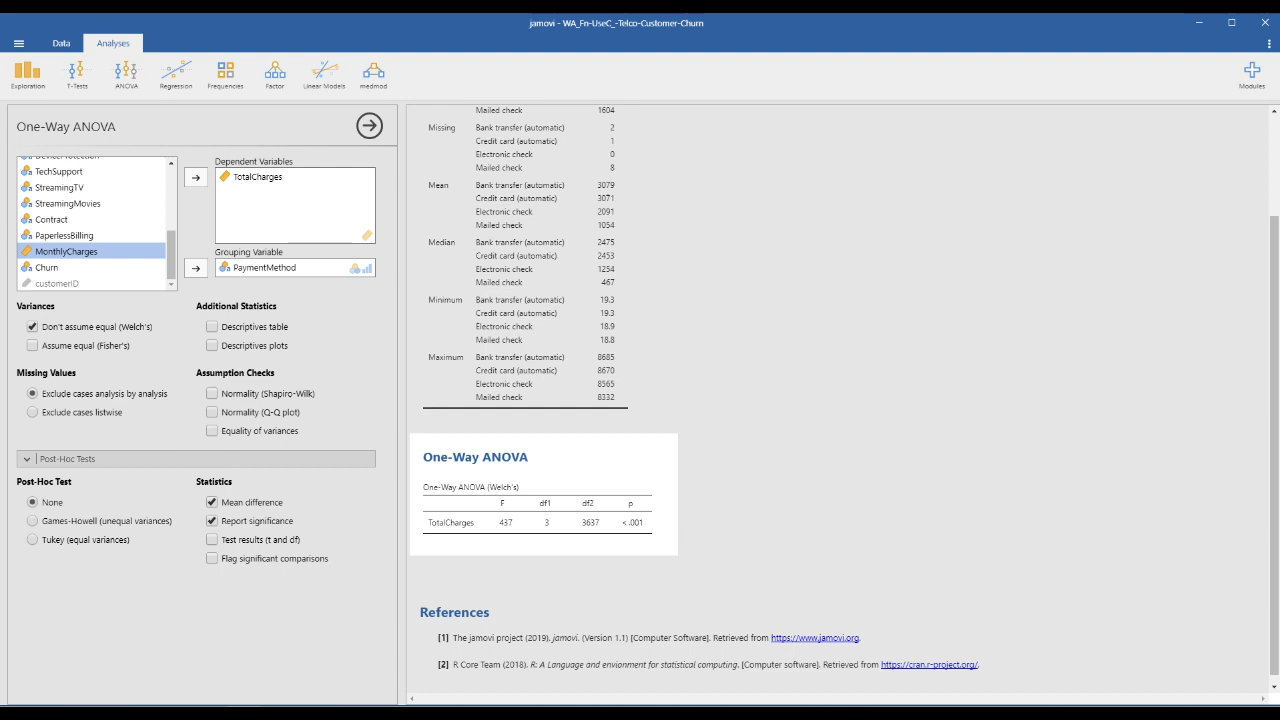 jamovi - WA_Fn-UseC_-Telco-Customer-Churn
Data Analyses
Exploration T-Tests ANOVA Regression Frequencies Factor Linear Models medmod Modules
One-Way ANOVA
DeviceProtection
TechSupport
StreamingTV
StreamingMovies
Contract
PaperlessBilling
MonthlyCharges
Churn
customerID
Dependent Variables
TotalCharges
Grouping Variable
PaymentMethod
Variances
Don't assume equal (Welch's)
Assume equal (Fisher's)
Additional Statistics
Descriptives table
Descriptives plots
Missing Values
Exclude cases analysis by analysis
Exclude cases listwise
Assumption Checks
Normality (Shapiro-Wilk)
Normality (Q-Q plot)
Equality of variances
Post-Hoc Tests
Post-Hoc Test
None
Games-Howell (unequal variances)
Tukey (equal variances)
Statistics
Mean difference
Report significance
Test results (t and df)
Flag significant comparisons
Mailed check 1604
Missing Bank transfer (automatic) 2
Credit card (automatic) 1
Electronic check 0
Mailed check 8
Mean Bank transfer (automatic) 3079
Credit card (automatic) 3071
Electronic check 2091
Mailed check 1054
Median Bank transfer (automatic) 2475
Credit card (automatic) 2453
Electronic check 1254
Mailed check 467
Minimum Bank transfer (automatic) 19.3
Credit card (automatic) 19.3
Electronic check 18.9
Mailed check 18.8
Maximum Bank transfer (automatic) 8685
Credit card (automatic) 8670
Electronic check 8565
Mailed check 8332
One-Way ANOVA
One-Way ANOVA (Welch's)
F df1 df2 p
TotalCharges 437 3 3637 < .001
References
[1] The jamovi project (2019). jamovi. (Version 1.1) [Computer Software]. Retrieved from https://www.jamovi.org.
[2] R Core Team (2018). R: A Language and envionment for statistical computing. [Computer software]. Retrieved from https://cran.r-project.org/.